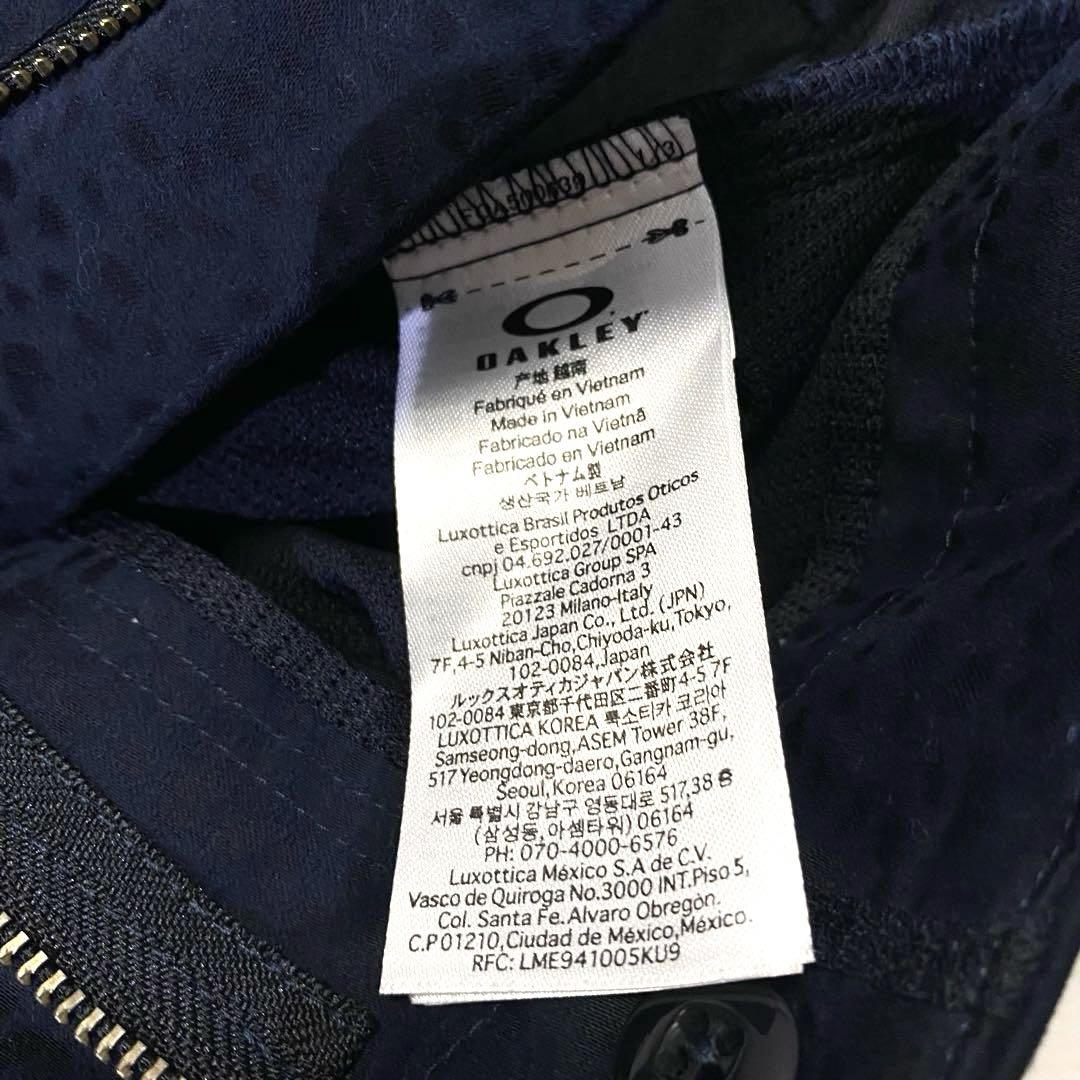 OAKLEY
产地 越南
Fabriqué en Vietnam
Made in Vietnam
Fabricado na Vietnã
Fabricado en Vietnam
ベトナム製
생산국가 베트남
Luxottica Brasil Produtos Oticos
e Esportidos LTDA
cnpj 04.692.027/0001-43
Luxottica Group SPA
Piazzale Cadorna 3
20123 Milano-Italy
Luxottica Japan Co., Ltd. (JPN)
7F,4-5 Niban-Cho,Chiyoda-ku,Tokyo,
102-0084,Japan
ルックスオティカジャパン株式会社
102-0084 東京都千代田区二番町4-5 7F
LUXOTTICA KOREA 룩소티카 코리아
Samseong-dong,ASEM Tower 38F,
517 Yeongdong-daero,Gangnam-gu,
Seoul,Korea 06164
서울 특별시 강남구 영동대로 517,38 층
(삼성동,아셈타워) 06164
PH: 070-4000-6576
Luxottica México S.A de C.V.
Vasco de Quiroga No.3000 INT.Piso 5,
Col. Santa Fe.Alvaro Obregòn.
C.P 01210,Ciudad de México,México.
RFC: LME941005KU9